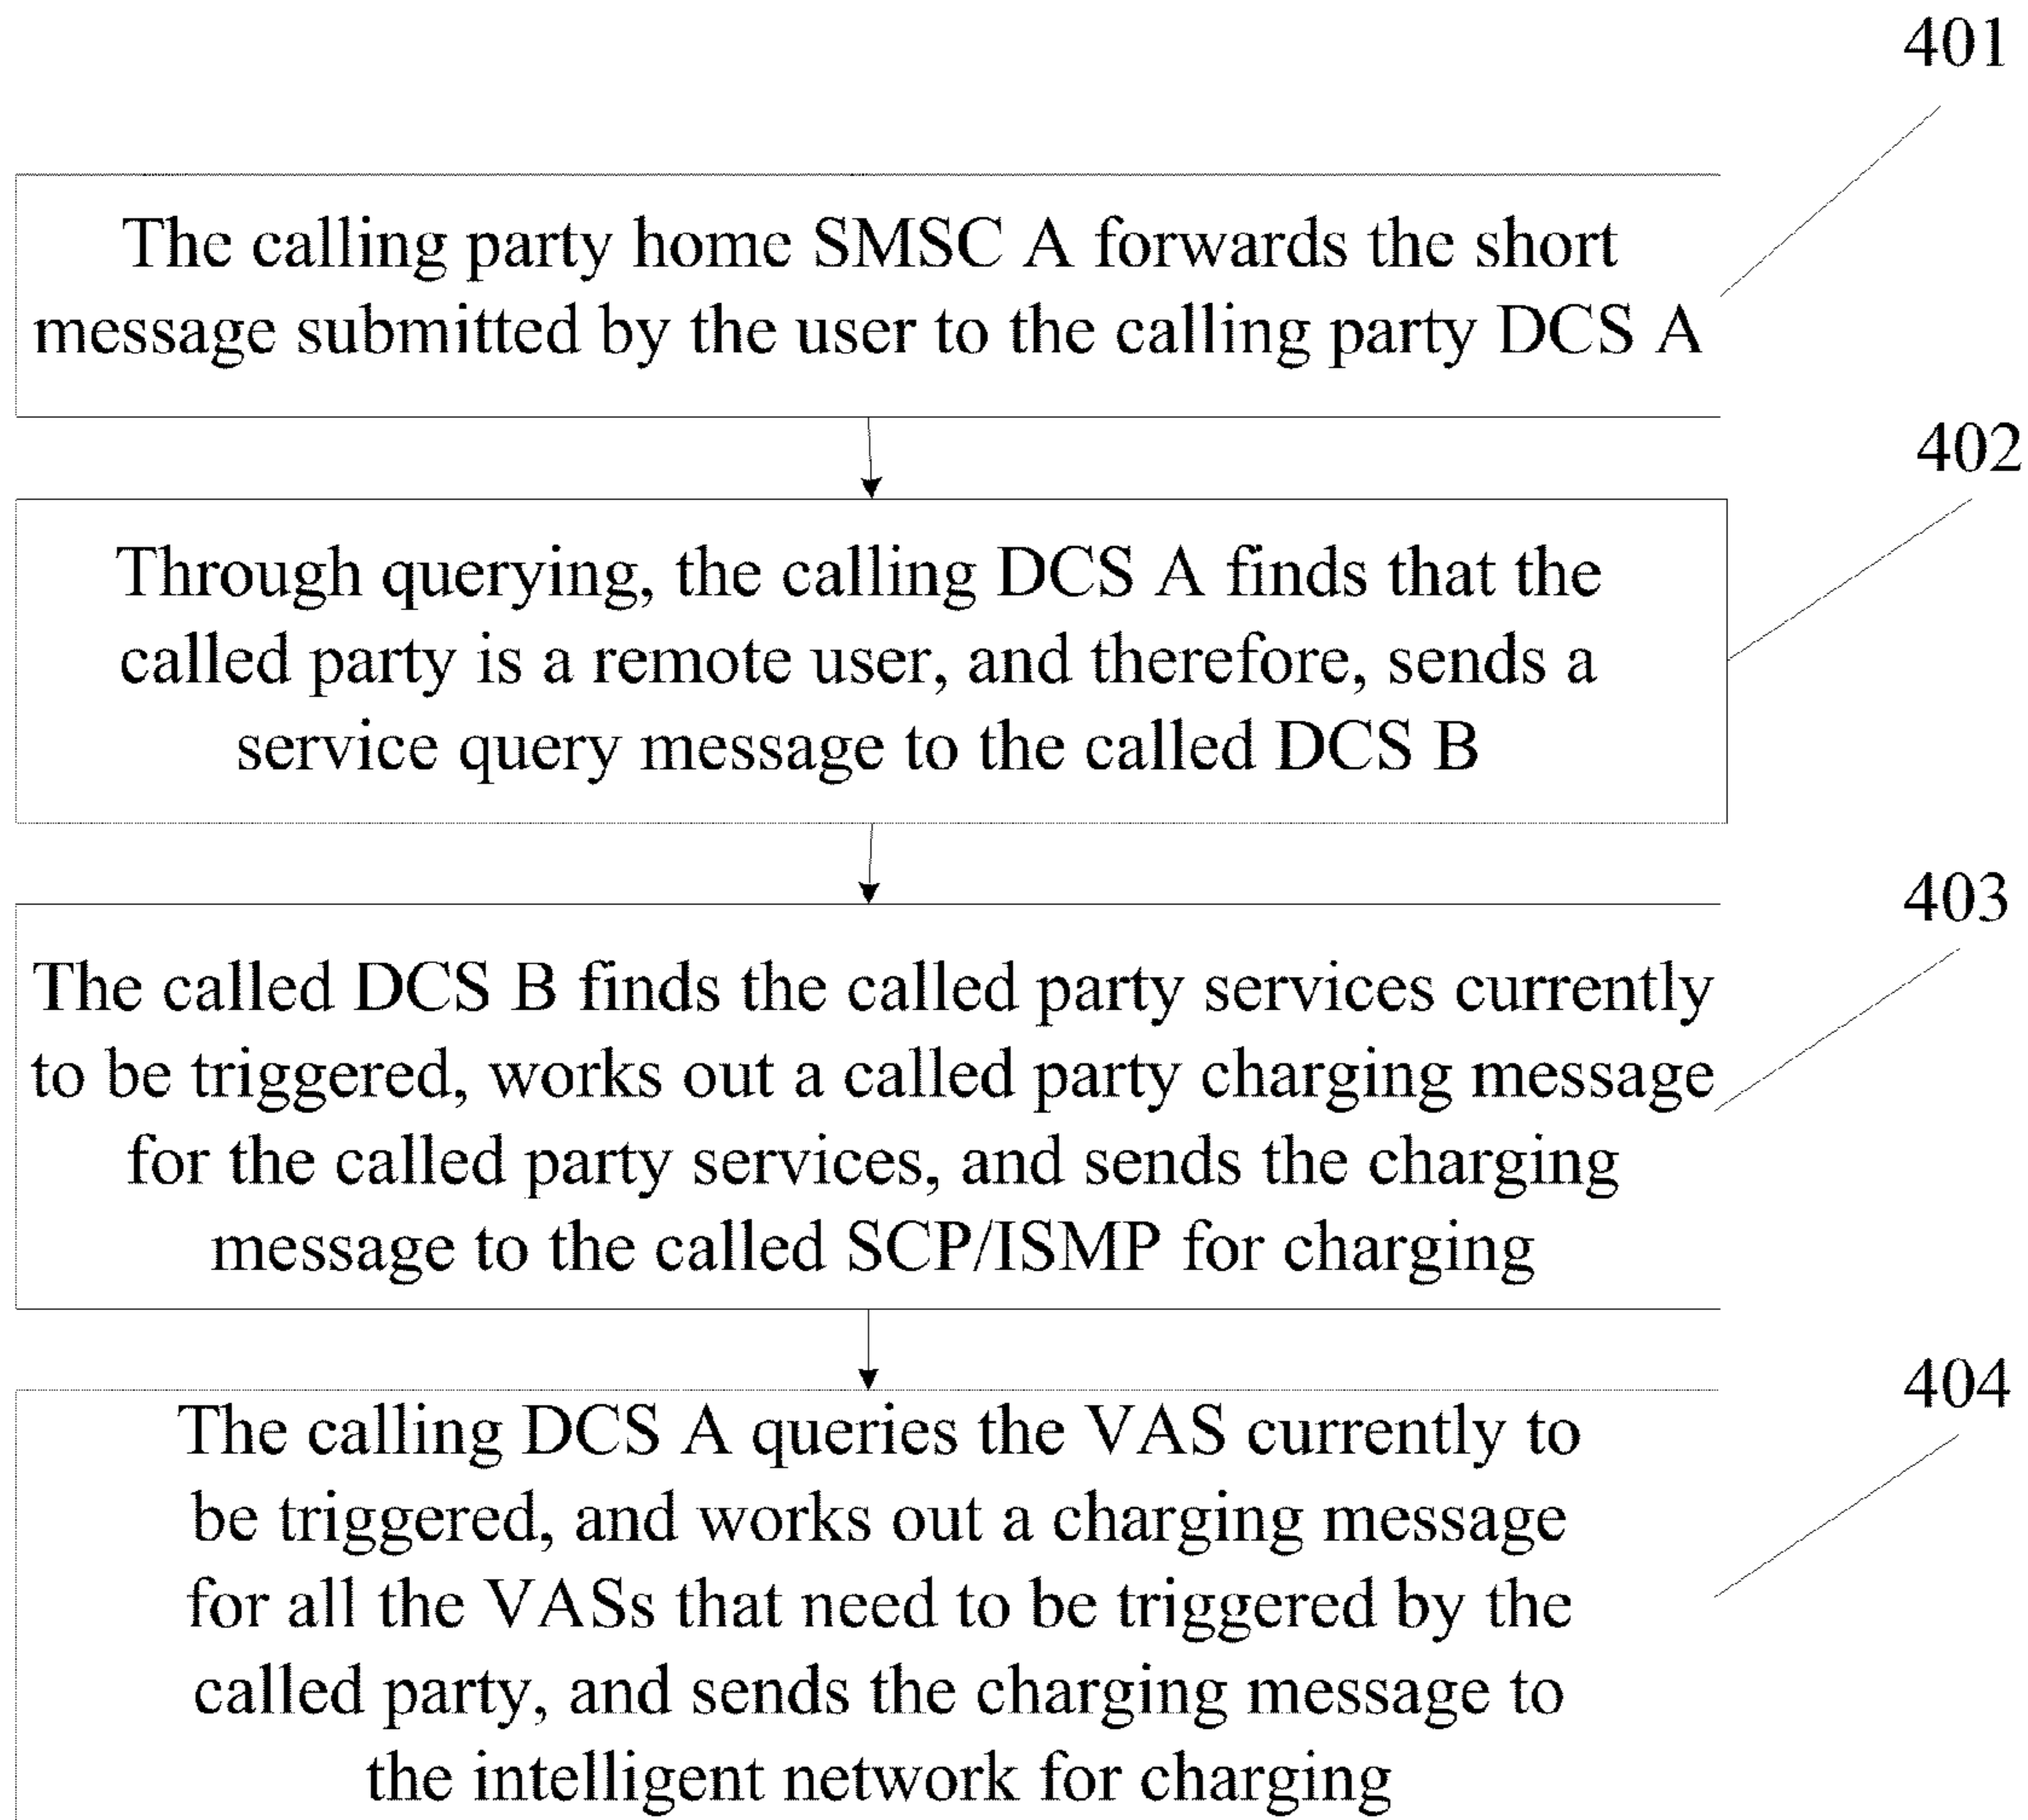 401
The calling party home SMSC A forwards the short
message submitted by the user to the calling party DCS A
402
Through querying, the calling DCS A finds that the
called party is a remote user, and therefore, sends a
service query message to the called DCS B
403
The called DCS B finds the called party services currently
to be triggered, works out a called party charging message
for the called party services, and sends the charging
message to the called SCP/ISMP for charging
404
The calling DCS A queries the VAS currently to
be triggered, and works out a charging message
for all the VASs that need to be triggered by the
called party, and sends the charging message to
the intelligent network for charging